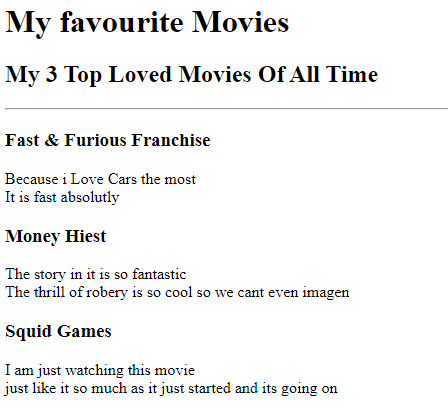 My favourite Movies
My 3 Top Loved Movies Of All Time
Fast & Furious Franchise
Because i Love Cars the most
It is fast absolutly
Money Hiest
The story in it is so fantastic
The thrill of robery is so cool so we cant even imagen
Squid Games
I am just watching this movie
just like it so much as it just started and its going on